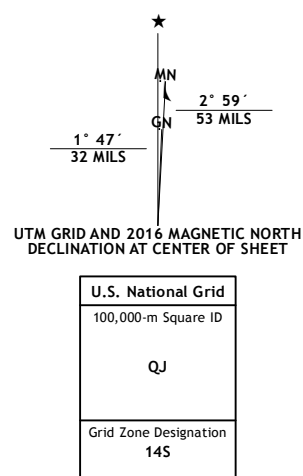 MN
2° 59´
53 MILS
GN
1° 47´
32 MILS
UTM GRID AND 2016 MAGNETIC NORTH
DECLINATION AT CENTER OF SHEET
U.S. National Grid
100,000-m Square ID
QJ
Grid Zone Designation
14S